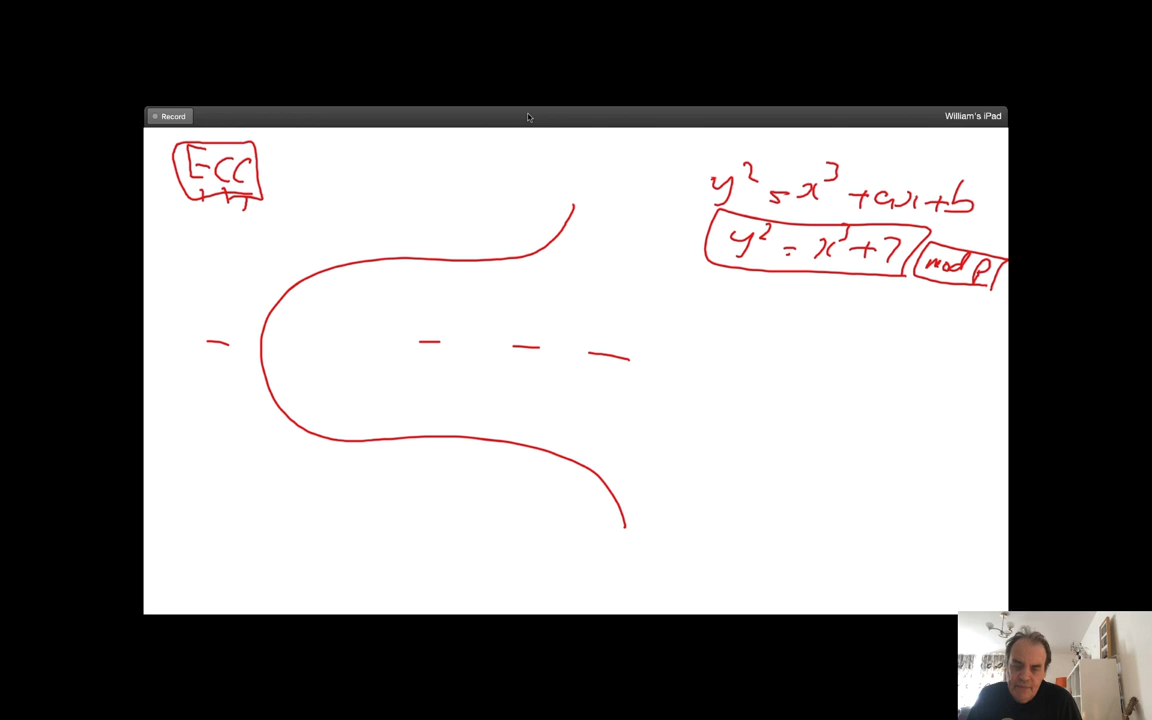 Record
William's iPad
ECC
y² = x³ + ax + b
y² = x³ + 7 mod p